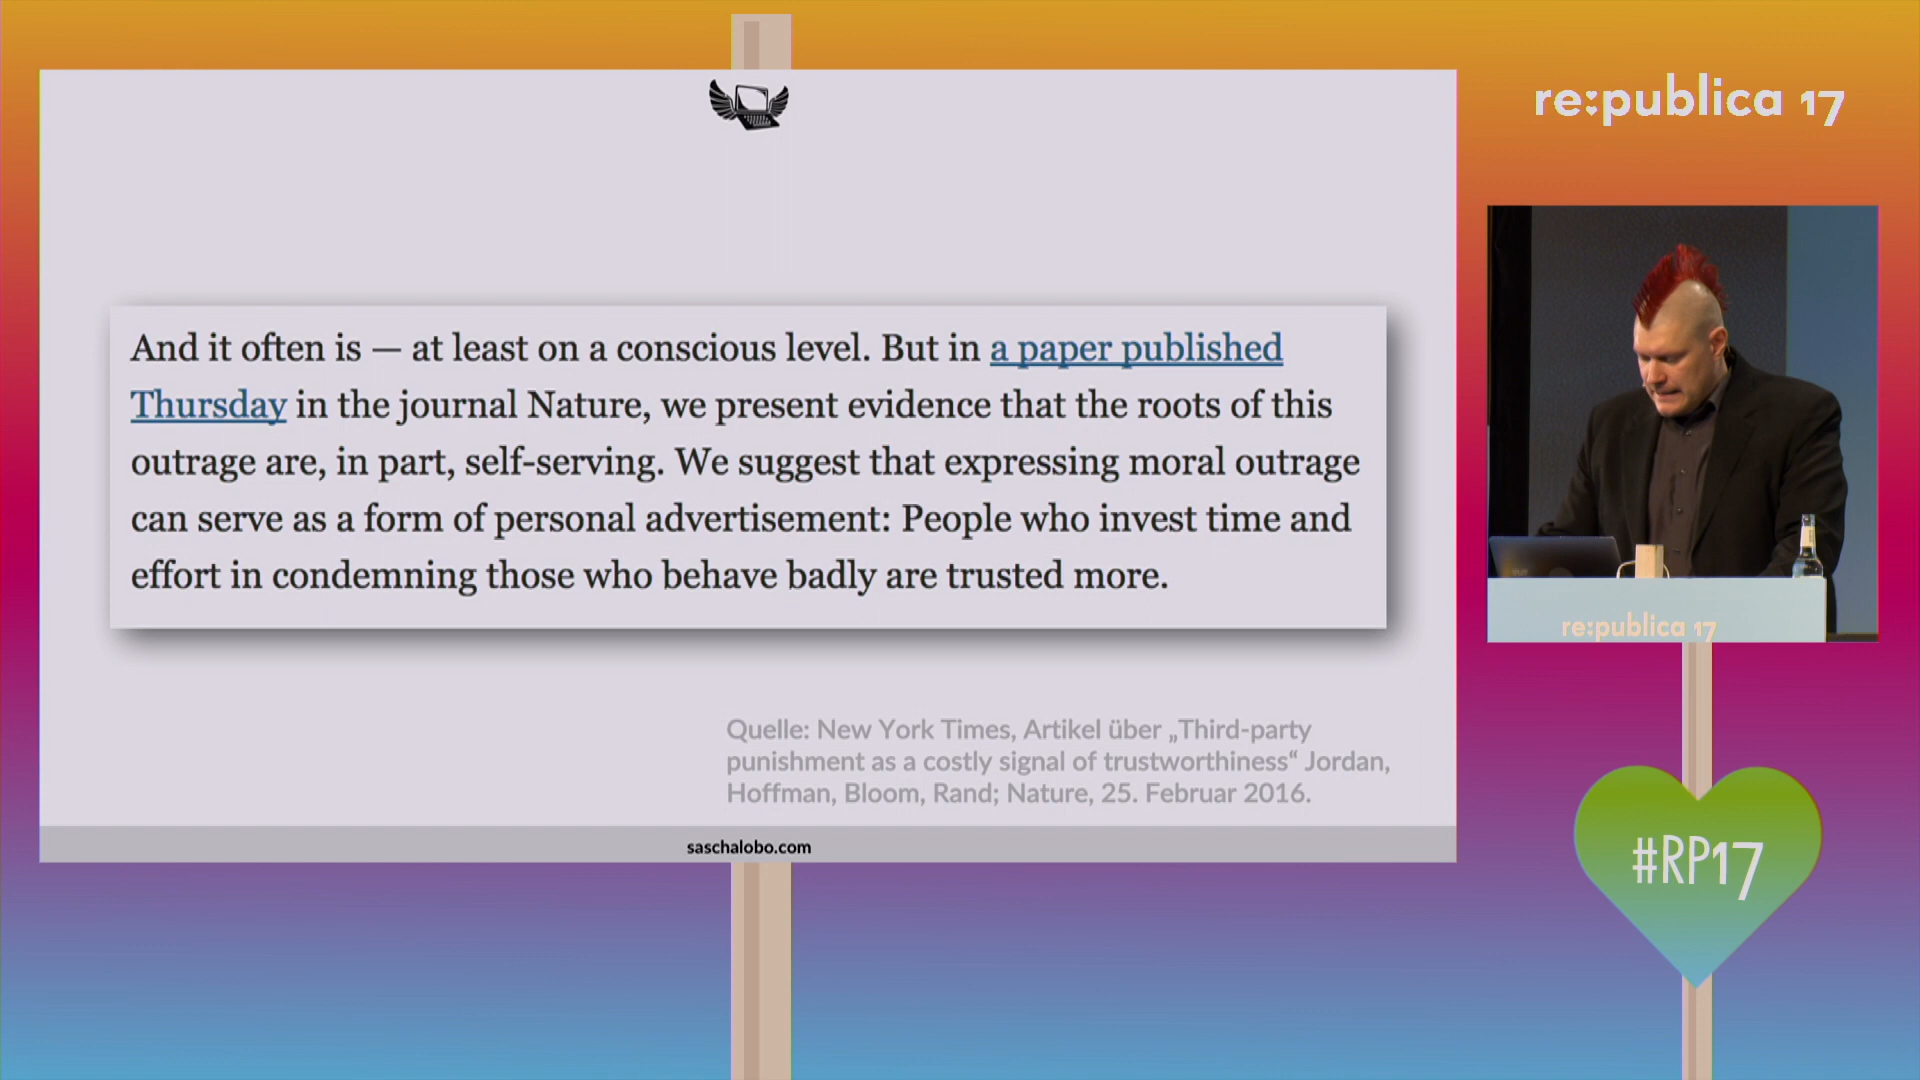 re:publica 17
And it often is — at least on a conscious level. But in a paper published
Thursday in the journal Nature, we present evidence that the roots of this
outrage are, in part, self-serving. We suggest that expressing moral outrage
can serve as a form of personal advertisement: People who invest time and
effort in condemning those who behave badly are trusted more.
Quelle: New York Times, Artikel über „Third-party
punishment as a costly signal of trustworthiness“ Jordan,
Hoffman, Bloom, Rand; Nature, 25. Februar 2016.
saschalobo.com
re:publica 17
#RP17